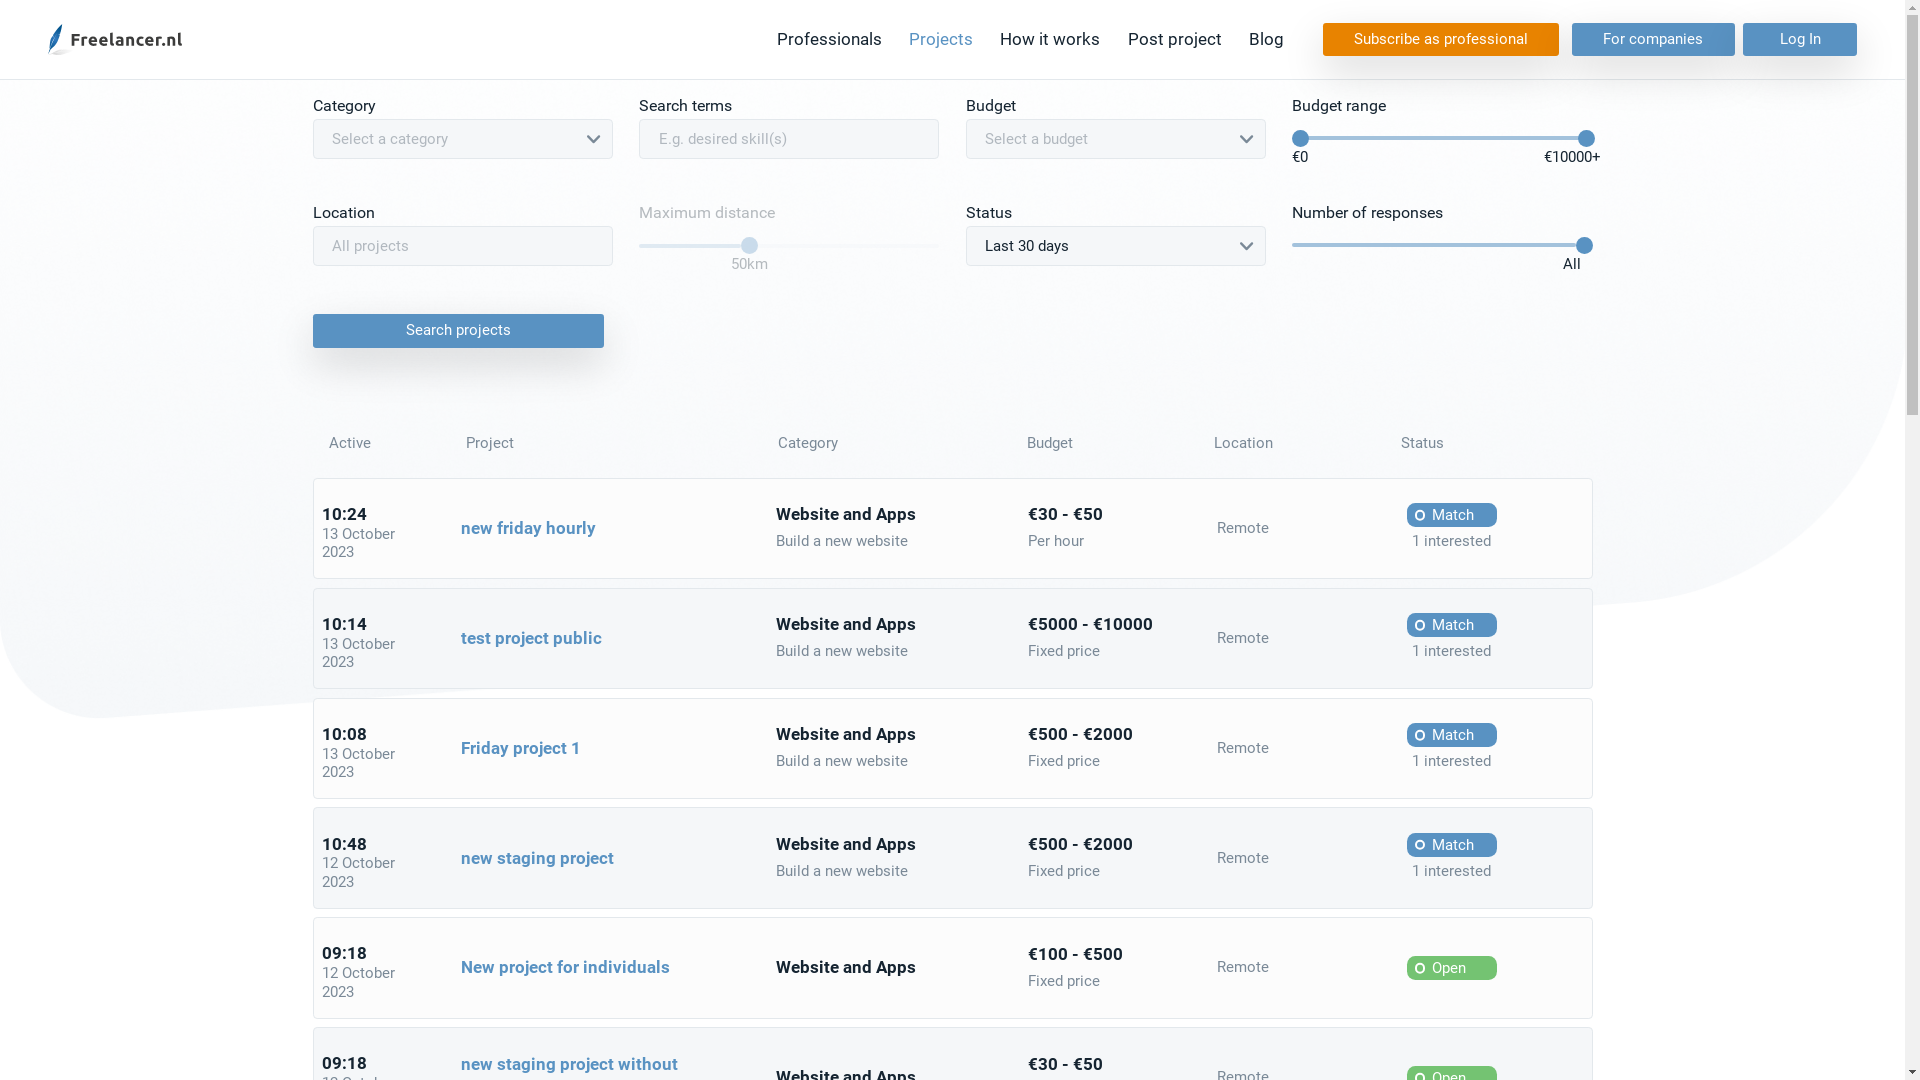 Freelancer.nl
Professionals
Projects
How it works
Post project
Blog
Subscribe as professional
For companies
Log In
Category
Search terms
Budget
Budget range
Select a category
E.g. desired skill(s)
Select a budget
€0
€10000+
Location
Maximum distance
Status
Number of responses
All projects
50km
Last 30 days
All
Search projects
Active
Project
Category
Budget
Location
Status
10:24
13 October
2023
new friday hourly
Website and Apps
Build a new website
€30 - €50
Per hour
Remote
Match
1 interested
10:14
13 October
2023
test project public
Website and Apps
Build a new website
€5000 - €10000
Fixed price
Remote
Match
1 interested
10:08
13 October
2023
Friday project 1
Website and Apps
Build a new website
€500 - €2000
Fixed price
Remote
Match
1 interested
10:48
12 October
2023
new staging project
Website and Apps
Build a new website
€500 - €2000
Fixed price
Remote
Match
1 interested
09:18
12 October
2023
New project for individuals
Website and Apps
€100 - €500
Fixed price
Remote
Open
09:18
12 October
new staging project without
Website and Apps
€30 - €50
Remote
Open